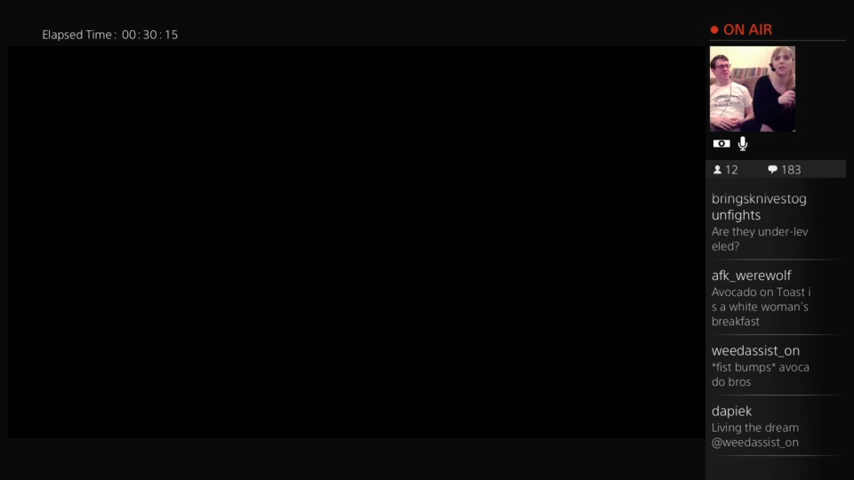 Elapsed Time : 00 : 30 : 15
ON AIR
12 183
bringsknivestog
unfights
Are they under-lev
eled?
afk_werewolf
Avocado on Toast i
s a white woman's
breakfast
weedassist_on
*fist bumps* avoca
do bros
dapiek
Living the dream
@weedassist_on